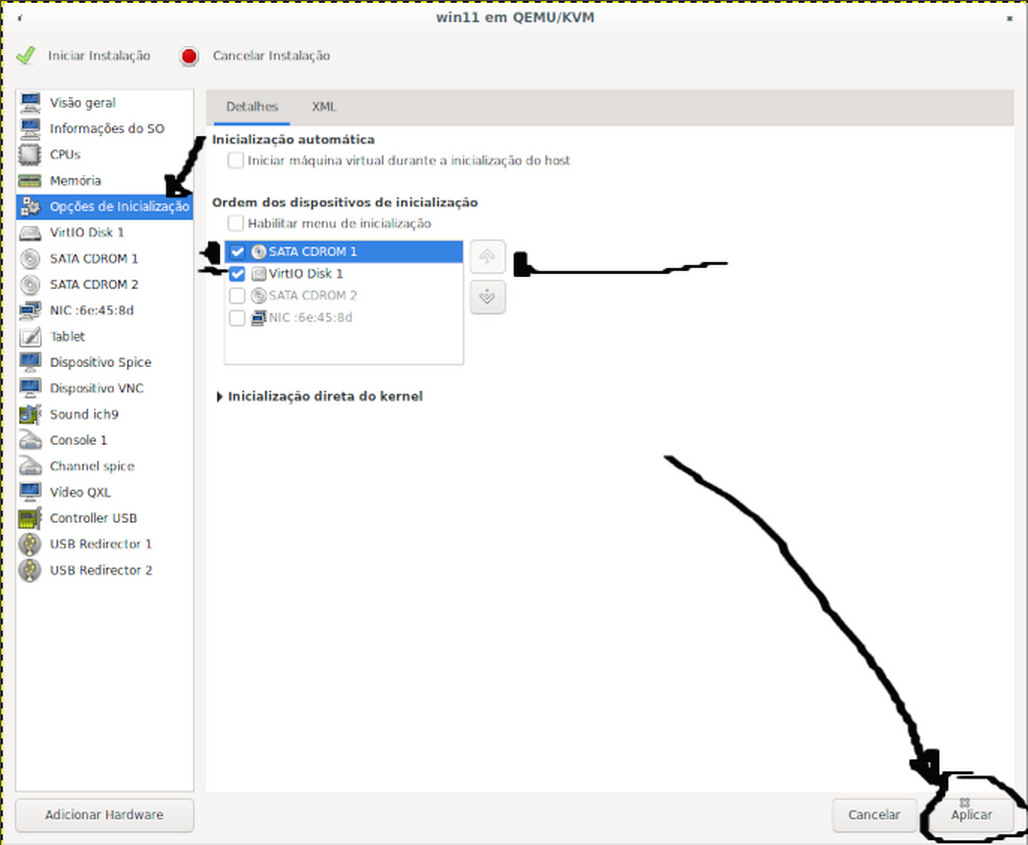 win11 em QEMU/KVM
Iniciar Instalação
Cancelar Instalação
Visão geral
Informações do SO
CPUs
Memória
Opções de Inicialização
VirtIO Disk 1
SATA CDROM 1
SATA CDROM 2
NIC :6e:45:8d
Tablet
Dispositivo Spice
Dispositivo VNC
Sound ich9
Console 1
Channel spice
Vídeo QXL
Controller USB
USB Redirector 1
USB Redirector 2
Adicionar Hardware
Detalhes
XML
Inicialização automática
Iniciar máquina virtual durante a inicialização do host
Ordem dos dispositivos de inicialização
Habilitar menu de inicialização
SATA CDROM 1
VirtIO Disk 1
SATA CDROM 2
NIC :6e:45:8d
Inicialização direta do kernel
Cancelar
Aplicar